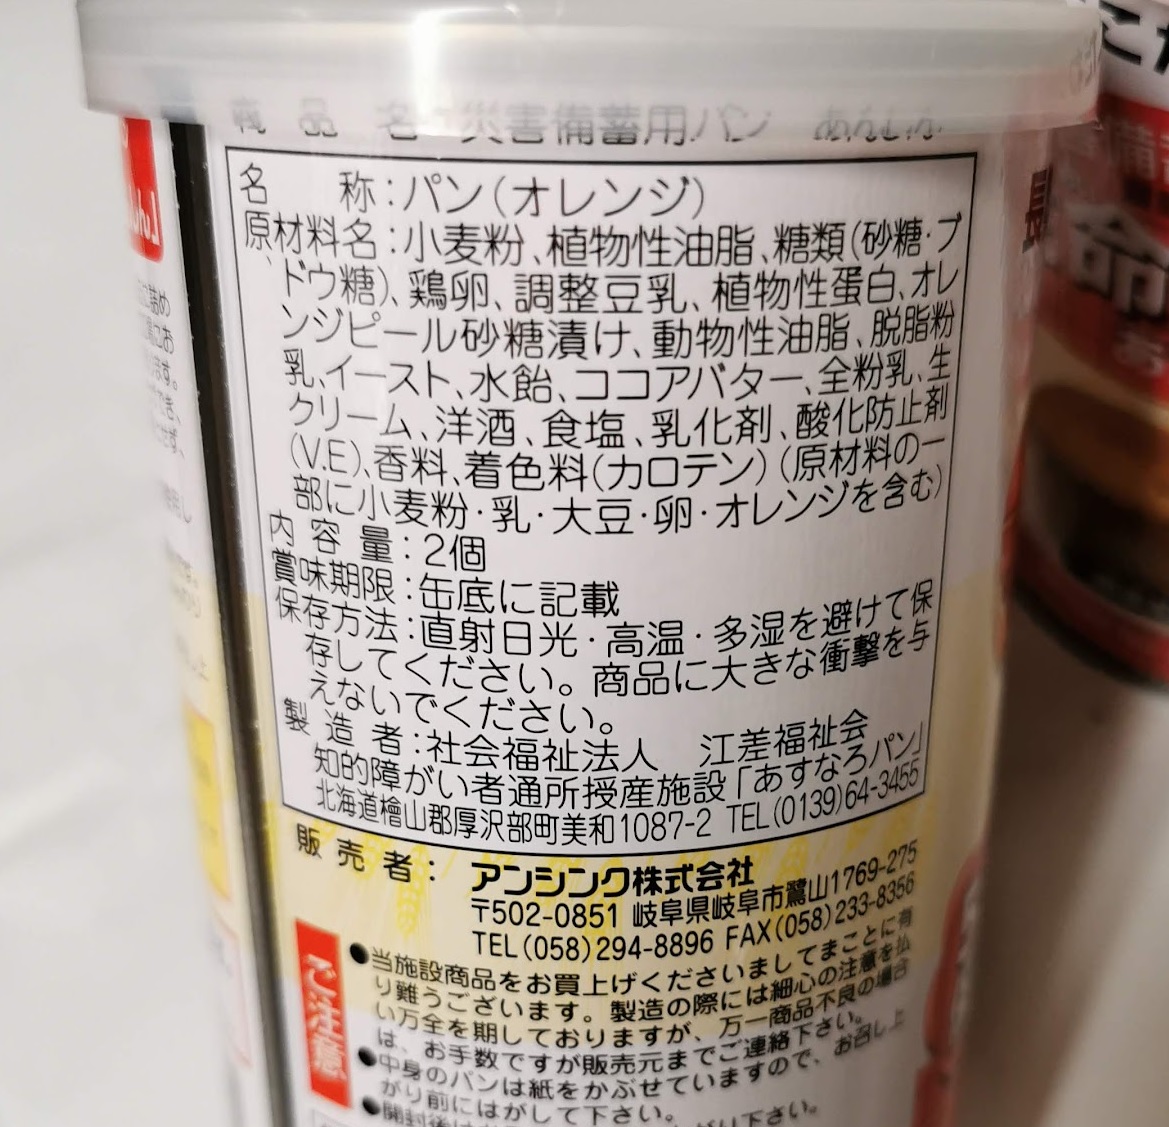 商品名：災害備蓄用パン あんしん
名称：パン（オレンジ）
原材料名：小麦粉、植物性油脂、糖類（砂糖・ブ
ドウ糖）、鶏卵、調整豆乳、植物性蛋白、オレ
ンジピール砂糖漬け、動物性油脂、脱脂粉
乳、イースト、水飴、ココアバター、全粉乳、生
クリーム、洋酒、食塩、乳化剤、酸化防止剤
（V.E）、香料、着色料（カロテン）（原材料の一
部に小麦粉・乳・大豆・卵・オレンジを含む）
内容量：2個
賞味期限：缶底に記載
保存方法：直射日光・高温・多湿を避けて保
存してください。商品に大きな衝撃を与
えないでください。
製造者：社会福祉法人 江差福祉会
知的障がい者通所授産施設「あすなろパン」
北海道檜山郡厚沢部町美和1087-2 TEL（0139）64-3455
販売者：
アンシンク株式会社
〒502-0851 岐阜県岐阜市鷺山1769-275
TEL（058）294-8896 FAX（058）233-8356
ご注意
●当施設商品をお買上げくださいましてまことに有
り難うございます。製造の際には細心の注意を払
い万全を期しておりますが、万一商品不良の場合
は、お手数ですが販売元までご連絡下さい。
●中身のパンは紙をかぶせていますので、お召し上
がり前にはがして下さい。
●開封後は
下さい。
命